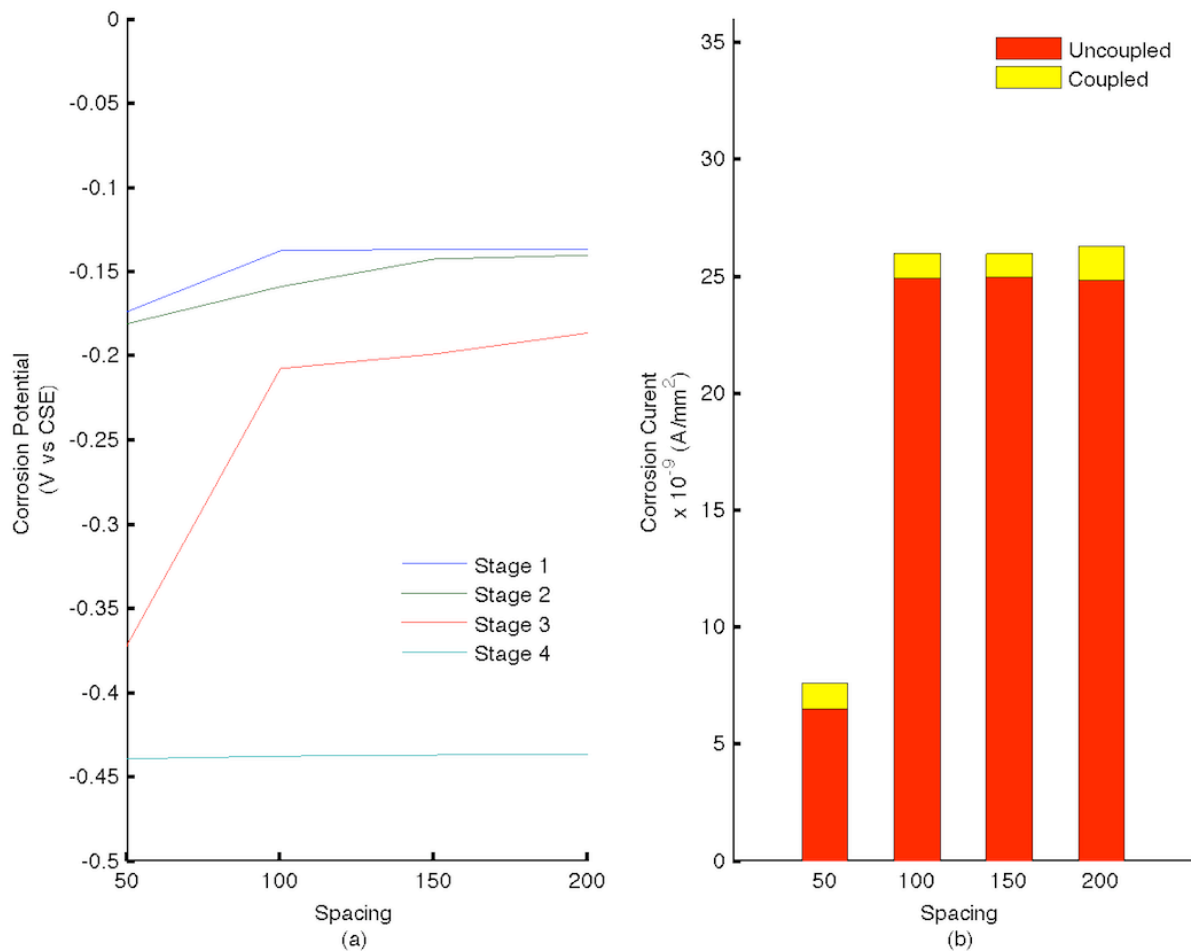 0
-0.05
-0.1
-0.15
-0.2
-0.25
-0.3
-0.35
-0.4
-0.45
-0.5
50 100 150 200
Corrosion Potential
(V vs CSE)
Stage 1
Stage 2
Stage 3
Stage 4
Spacing
(a)
35
30
25
20
15
10
5
0
50 100 150 200
Corrosion Curent
x 10⁻⁹ (A/mm²)
Uncoupled
Coupled
Spacing
(b)